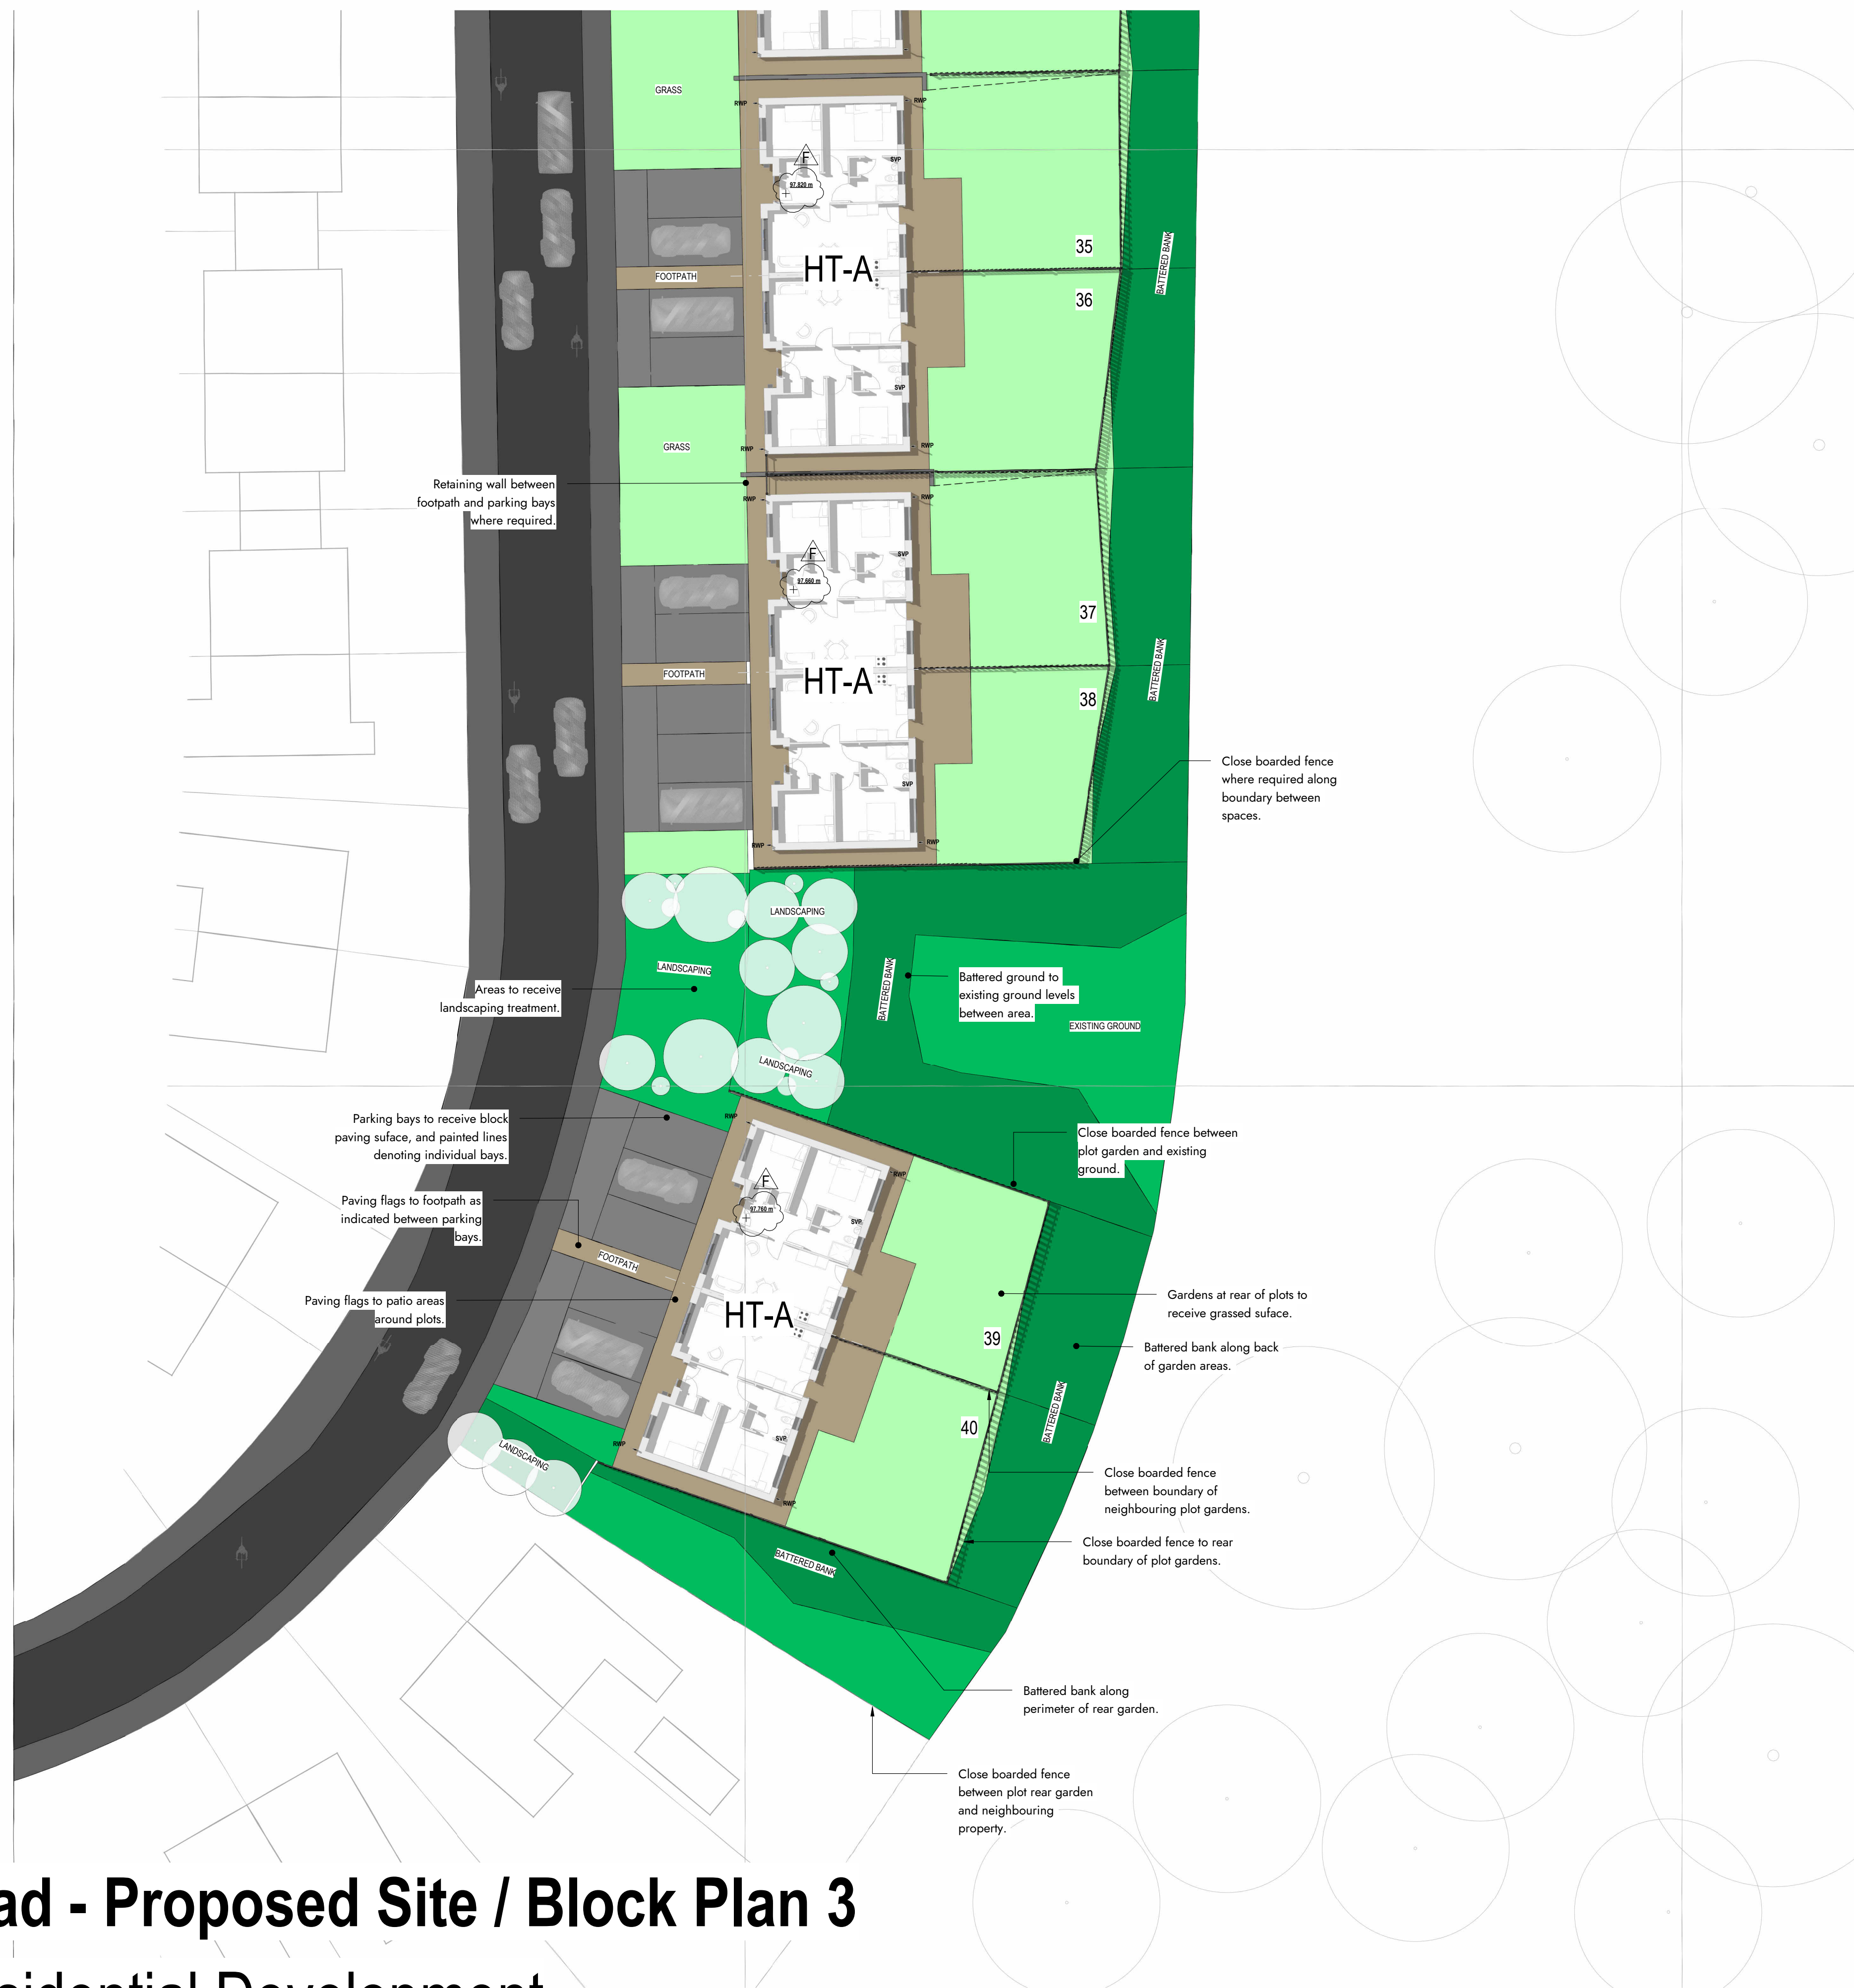 GRASS
RWP
RWP
F
97.820 m
SVP
35
BATTERED BANK
HT-A
FOOTPATH
36
SVP
GRASS
RWP
RWP
Retaining wall between
footpath and parking bays
where required.
RWP
RWP
F
SVP
97.660 m
37
BATTERED BANK
FOOTPATH
HT-A
38
Close boarded fence
where required along
boundary between
spaces.
SVP
RWP
RWP
LANDSCAPING
LANDSCAPING
BATTERED BANK
Battered ground to
existing ground levels
between area.
Areas to receive
landscaping treatment.
EXISTING GROUND
LANDSCAPING
Parking bays to receive block
paving suface, and painted lines
denoting individual bays.
RWP
Close boarded fence between
plot garden and existing
ground.
RWP
F
97.760 m
SVP
Paving flags to footpath as
indicated between parking
bays.
FOOTPATH
Paving flags to patio areas
around plots.
HT-A
Gardens at rear of plots to
receive grassed suface.
39
Battered bank along back
of garden areas.
BATTERED BANK
40
SVP
RWP
LANDSCAPING
RWP
Close boarded fence
between boundary of
neighbouring plot gardens.
Close boarded fence to rear
boundary of plot gardens.
BATTERED BANK
Battered bank along
perimeter of rear garden.
Close boarded fence
between plot rear garden
and neighbouring
property.
ad - Proposed Site / Block Plan 3
sidential Development